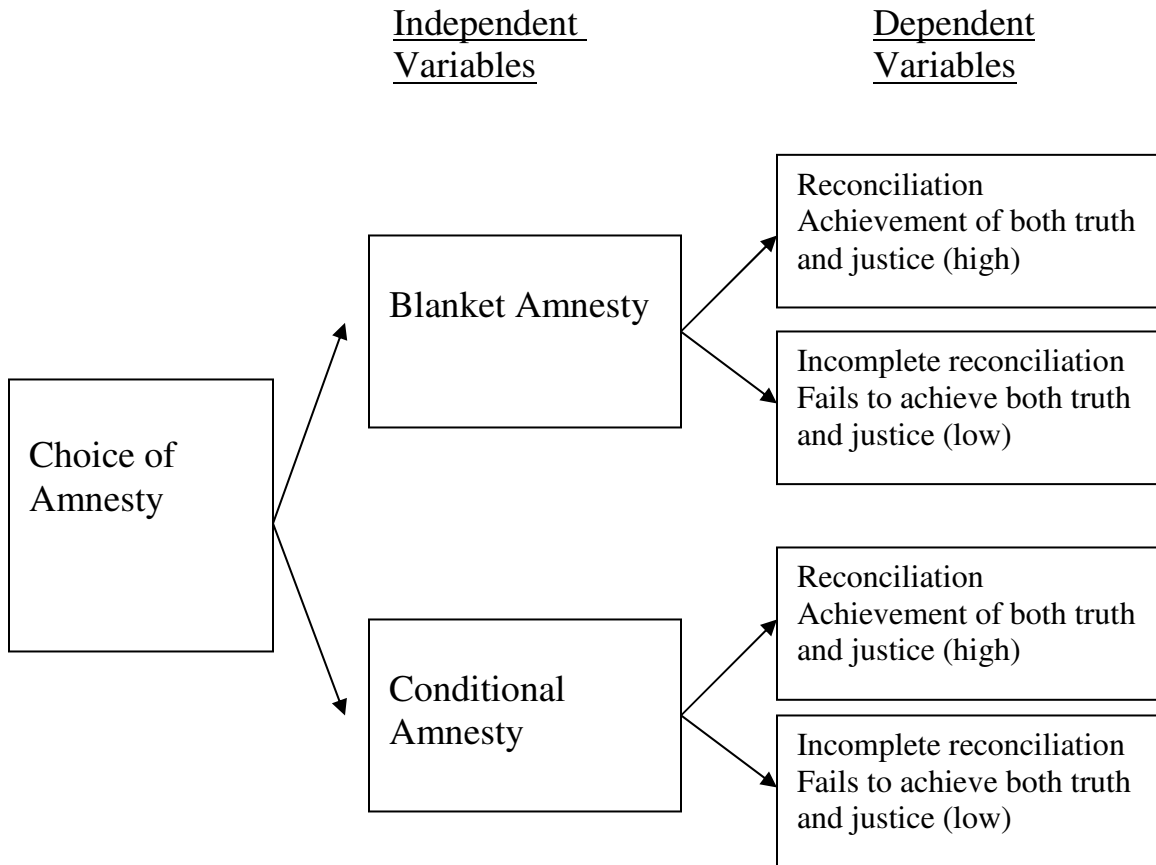 Independent
Variables
Dependent
Variables
Choice of
Amnesty
Blanket Amnesty
Reconciliation
Achievement of both truth
and justice (high)
Incomplete reconciliation
Fails to achieve both truth
and justice (low)
Conditional
Amnesty
Reconciliation
Achievement of both truth
and justice (high)
Incomplete reconciliation
Fails to achieve both truth
and justice (low)